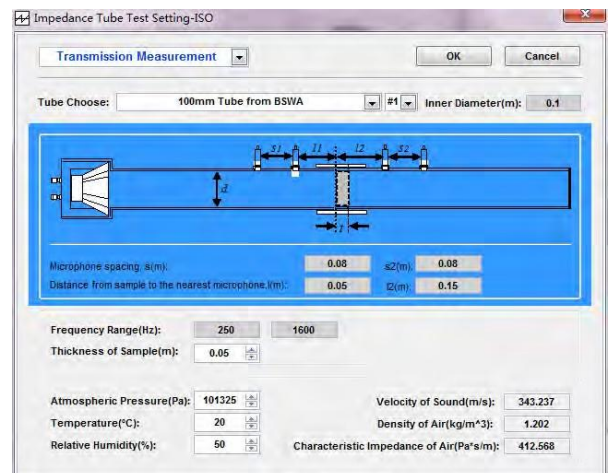 Impedance Tube Test Setting-ISO
Transmission Measurement OK Cancel
Tube Choose: 100mm Tube from BSWA #1 Inner Diameter(m): 0.1
s1 l1 l2 s2
d
t
Microphone spacing, s(m): 0.08 s2(m): 0.08
Distance from sample to the nearest microphone,l(m): 0.05 l2(m): 0.15
Frequency Range(Hz): 250 1600
Thickness of Sample(m): 0.05
Atmospheric Pressure(Pa): 101325 Velocity of Sound(m/s): 343.237
Temperature(°C): 20 Density of Air(kg/m^3): 1.202
Relative Humidity(%): 50 Characteristic Impedance of Air(Pa*s/m): 412.568